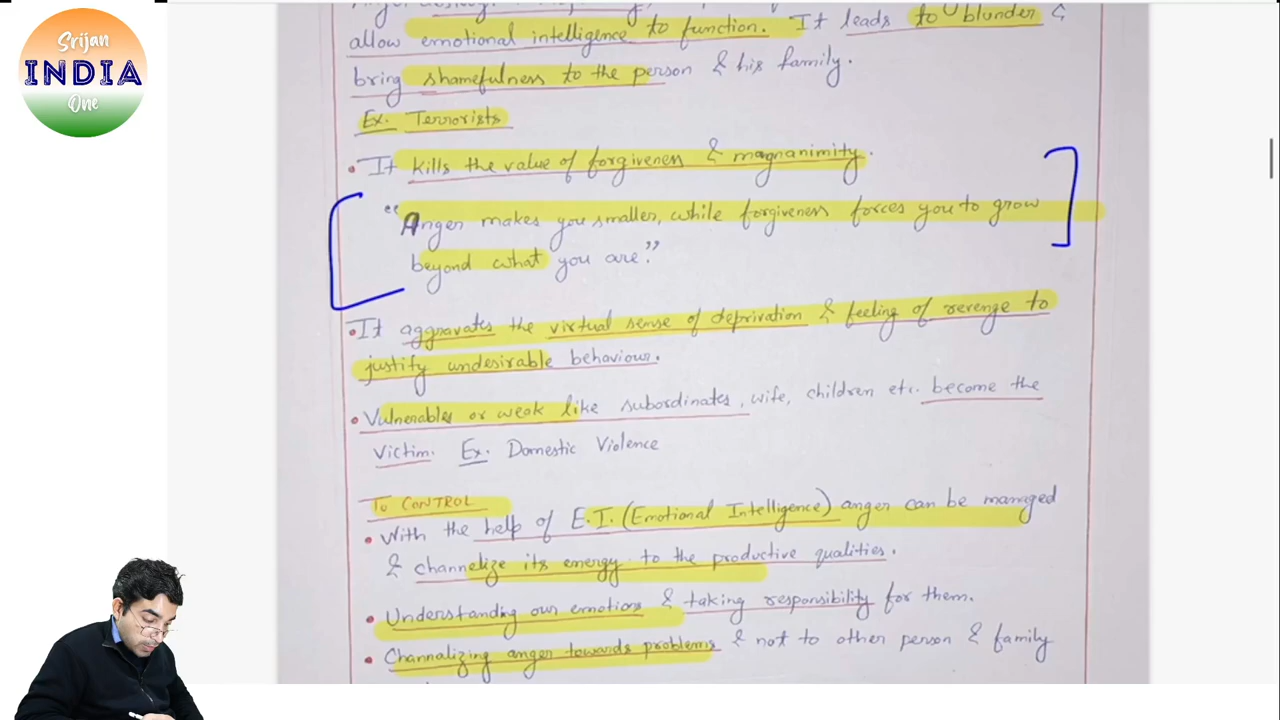 Srijan
INDIA
One
allow emotional intelligence to function. It leads to blunder &
bring shamefulness to the person & his family.
Ex. Terrorists
• It kills the value of forgiveness & magnanimity.
"Anger makes you smaller, while forgiveness forces you to grow
beyond what you are."
• It aggravates the virtual sense of deprivation & feeling of revenge to
justify undesirable behaviour.
• Vulnerables or weak like subordinates, wife, children etc. become the
victim. Ex. Domestic Violence
TO CONTROL
• With the help of E.I. (Emotional Intelligence) anger can be managed
& channelize its energy to the productive qualities.
• Understanding our emotions & taking responsibility for them.
• Channalizing anger towards problems & not to other person & family